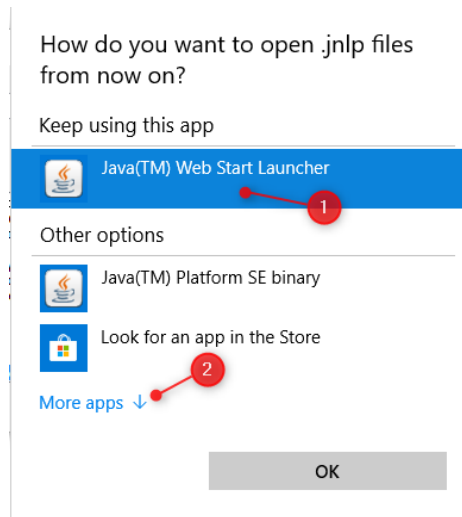 How do you want to open .jnlp files
from now on?
Keep using this app
Java(TM) Web Start Launcher
1
Other options
Java(TM) Platform SE binary
Look for an app in the Store
2
More apps ↓
OK